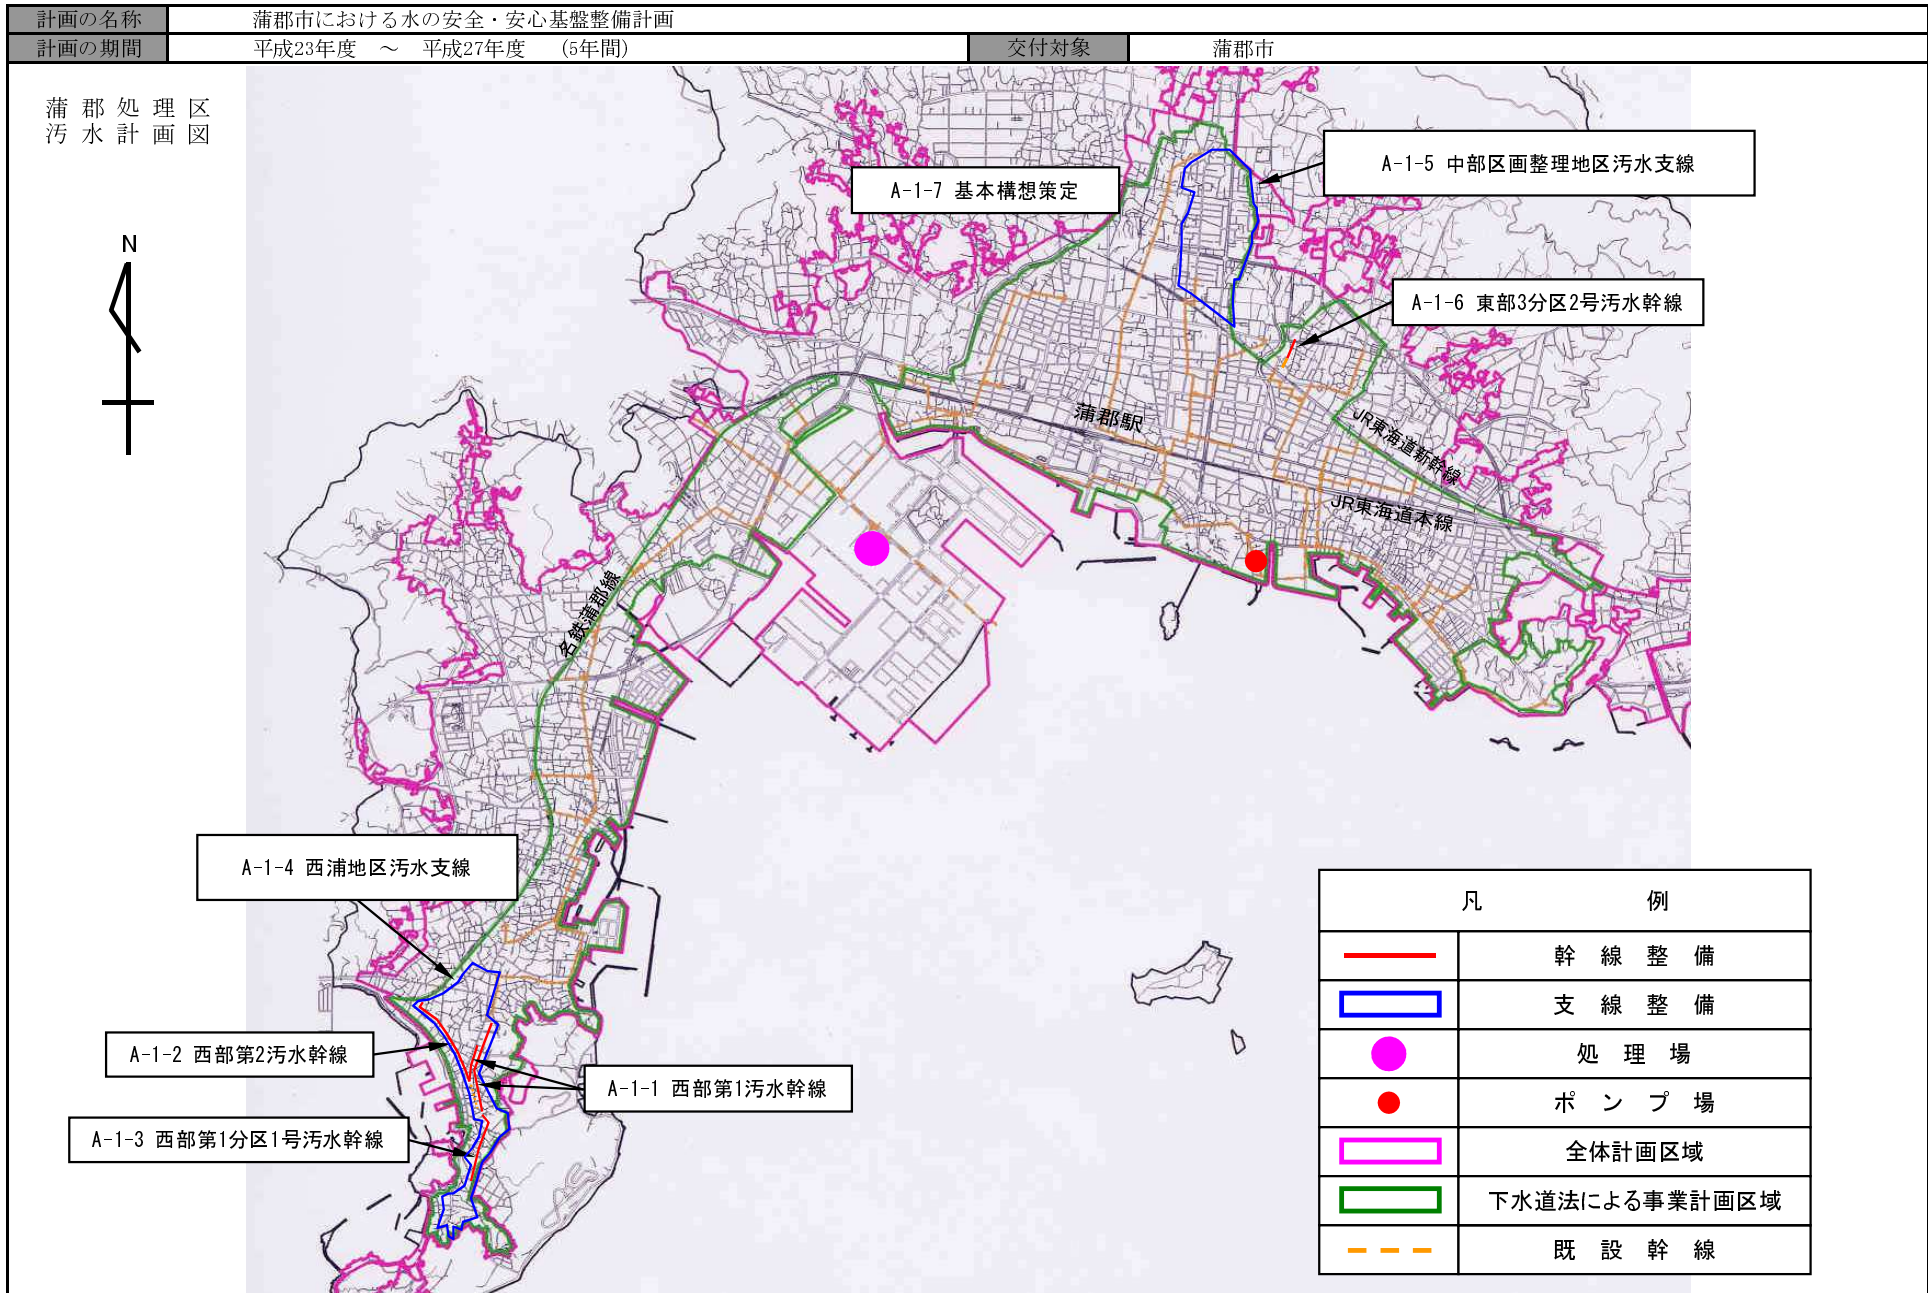 計画の名称 蒲郡市における水の安全・安心基盤整備計画
計画の期間 平成23年度 ～ 平成27年度 (5年間) 交付対象 蒲郡市
蒲郡処理区
汚水計画図
N
A-1-5 中部区画整理地区汚水支線
A-1-7 基本構想策定
A-1-6 東部3分区2号汚水幹線
蒲郡駅
JR東海道新幹線
JR東海道本線
名鉄蒲郡線
A-1-4 西浦地区汚水支線
A-1-2 西部第2汚水幹線
A-1-1 西部第1汚水幹線
A-1-3 西部第1分区1号汚水幹線
凡例
幹線整備
支線整備
処理場
ポンプ場
全体計画区域
下水道法による事業計画区域
既設幹線